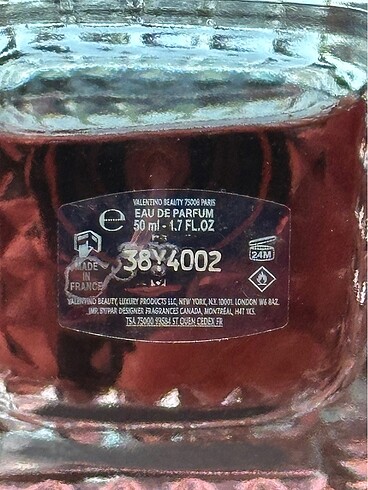 VALENTINO BEAUTY 75008 PARIS
EAU DE PARFUM
50 ml - 1.7 FL.OZ
38Y4002
24M
MADE
IN
FRANCE
VALENTINO BEAUTY, LUXURY PRODUCTS LLC, NEW YORK, N.Y. 10001. LONDON W6 8AZ.
IMP. BY/PAR DESIGNER FRAGRANCES CANADA, MONTRÉAL, H4T 1K5.
TSA 75000 93584 ST OUEN CEDEX FR